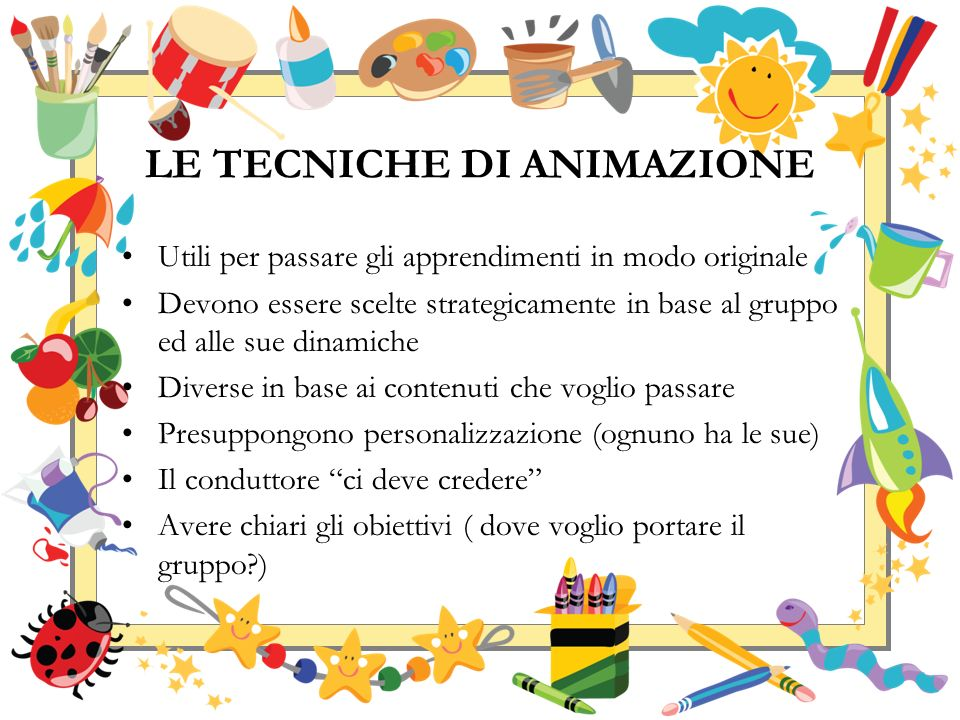 LE TECNICHE DI ANIMAZIONE
• Utili per passare gli apprendimenti in modo originale
• Devono essere scelte strategicamente in base al gruppo
ed alle sue dinamiche
• Diverse in base ai contenuti che voglio passare
• Presuppongono personalizzazione (ognuno ha le sue)
• Il conduttore “ci deve credere”
• Avere chiari gli obiettivi ( dove voglio portare il
gruppo?)